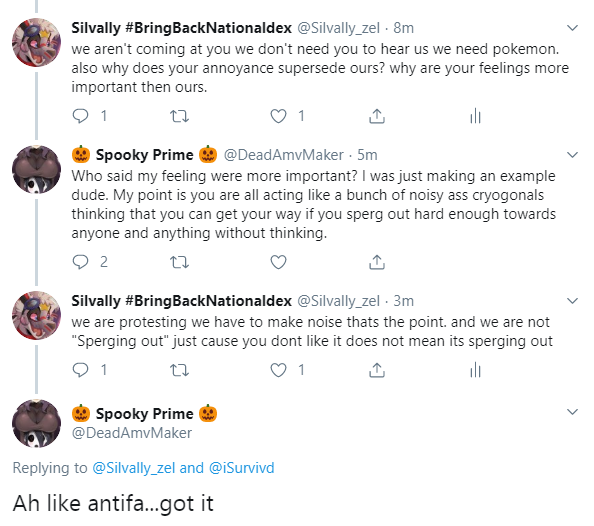 Silvally #BringBackNationaldex @Silvally_zel · 8m
we aren't coming at you we don't need you to hear us we need pokemon.
also why does your annoyance supersede ours? why are your feelings more
important then ours.
1 1
🎃 Spooky Prime 🎃 @DeadAmvMaker · 5m
Who said my feeling were more important? I was just making an example
dude. My point is you are all acting like a bunch of noisy ass cryogonals
thinking that you can get your way if you sperg out hard enough towards
anyone and anything without thinking.
2
Silvally #BringBackNationaldex @Silvally_zel · 3m
we are protesting we have to make noise thats the point. and we are not
"Sperging out" just cause you dont like it does not mean its sperging out
1 1
🎃 Spooky Prime 🎃
@DeadAmvMaker
Replying to @Silvally_zel and @iSurvivd
Ah like antifa...got it